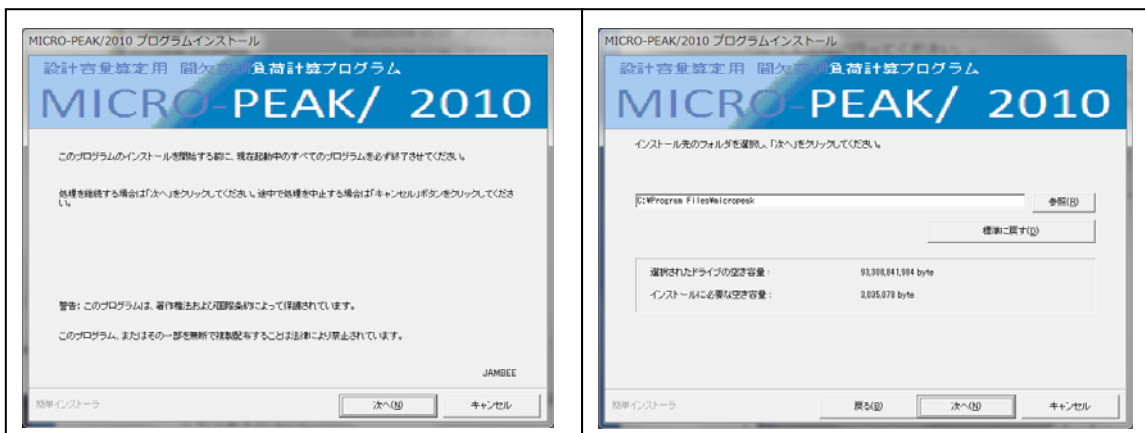 MICRO-PEAK/2010 プログラムインストール
設計容量算定用 間欠空調負荷計算プログラム
MICRO-PEAK/ 2010
このプログラムのインストールを開始する前に、現在起動中のすべてのプログラムを必ず終了させてください。
処理を継続する場合は「次へ」をクリックしてください。途中で処理を中止する場合は「キャンセル」ボタンをクリックしてくださ
い。
警告: このプログラムは、著作権法および国際条約によって保護されています。
このプログラム、またはその一部を無断で複製配布することは法律により禁止されています。
JAMBEE
簡単インストーラ
次へ(N)
キャンセル
MICRO-PEAK/2010 プログラムインストール
設計容量算定用 間欠空調負荷計算プログラム
MICRO-PEAK/ 2010
インストール先のフォルダを選択し、「次へ」をクリックしてください。
C:¥Program Files¥micropeak
参照(R)
標準に戻す(D)
選択されたドライブの空き容量 : 93,308,841,984 byte
インストールに必要な空き容量 : 3,035,078 byte
簡単インストーラ
戻る(B)
次へ(N)
キャンセル